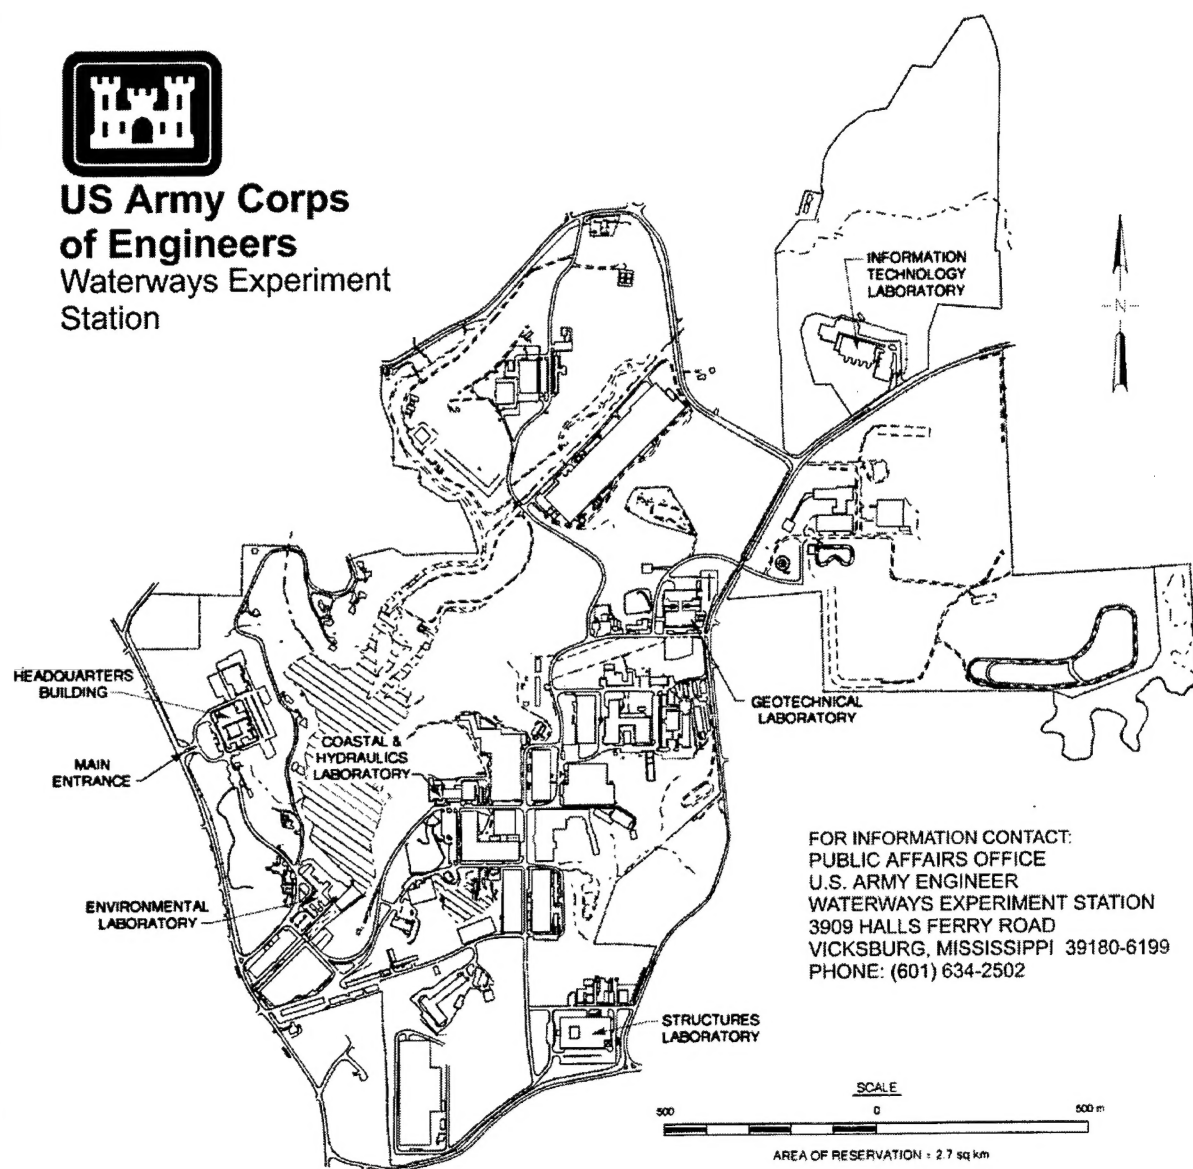 US Army Corps
of Engineers
Waterways Experiment
Station
INFORMATION
TECHNOLOGY
LABORATORY
N
HEADQUARTERS
BUILDING
MAIN
ENTRANCE
COASTAL &
HYDRAULICS
LABORATORY
GEOTECHNICAL
LABORATORY
ENVIRONMENTAL
LABORATORY
STRUCTURES
LABORATORY
FOR INFORMATION CONTACT:
PUBLIC AFFAIRS OFFICE
U.S. ARMY ENGINEER
WATERWAYS EXPERIMENT STATION
3909 HALLS FERRY ROAD
VICKSBURG, MISSISSIPPI 39180-6199
PHONE: (601) 634-2502
SCALE
500 0 500 m
AREA OF RESERVATION = 2.7 sq km